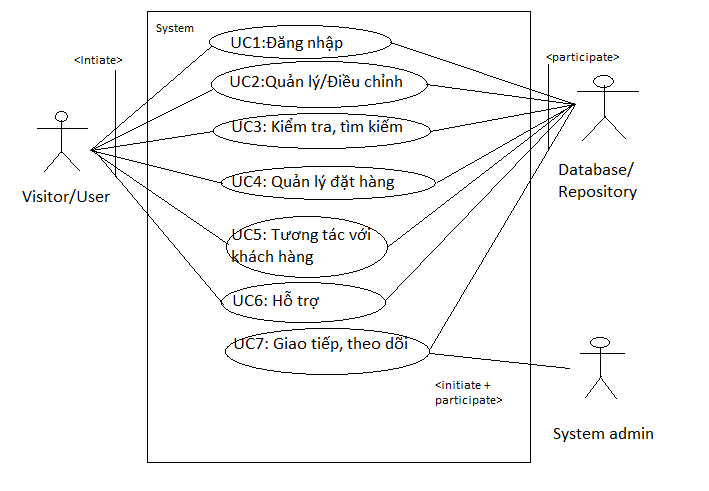 System
<Intiate>
<participate>
UC1:Đăng nhập
UC2:Quản lý/Điều chỉnh
UC3: Kiểm tra, tìm kiếm
UC4: Quản lý đặt hàng
UC5: Tương tác với
khách hàng
UC6: Hỗ trợ
UC7: Giao tiếp, theo dõi
Visitor/User
Database/
Repository
<initiate +
participate>
System admin